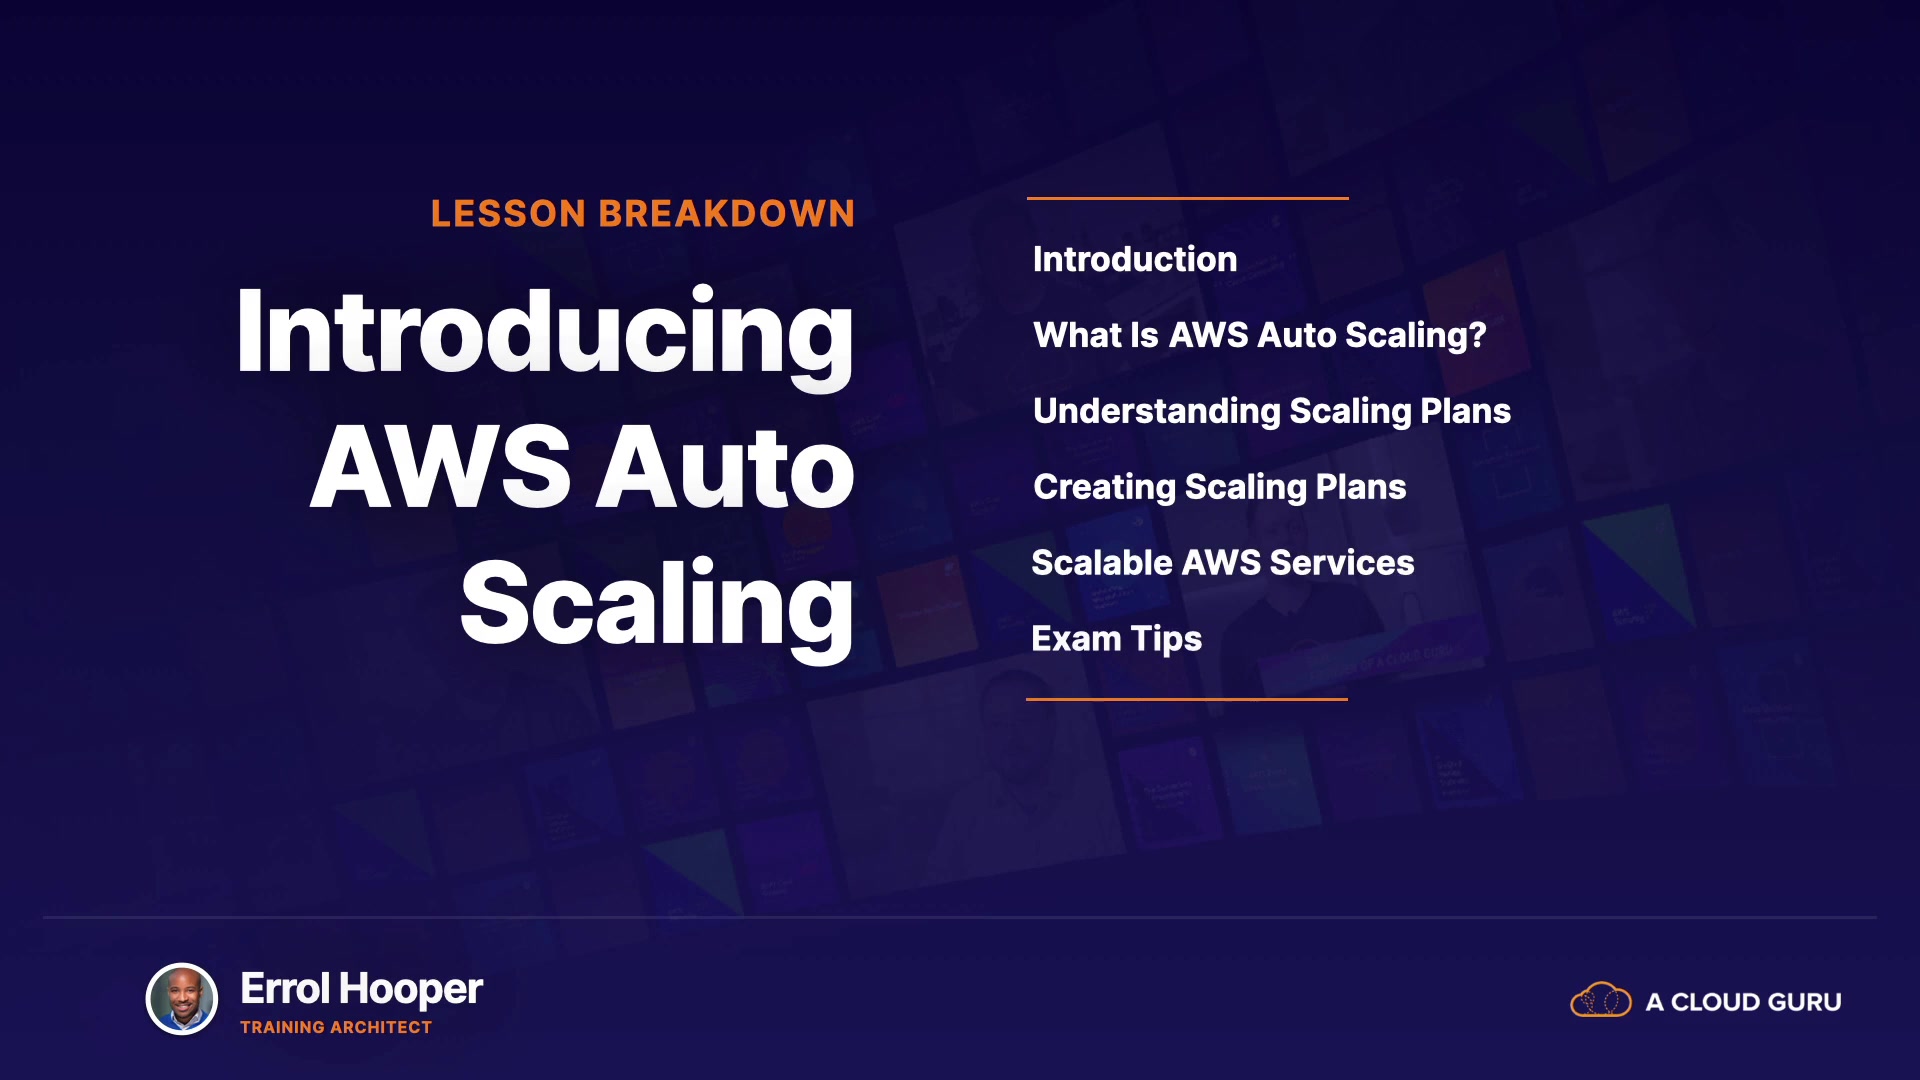 LESSON BREAKDOWN
Introducing
AWS Auto
Scaling
Introduction
What Is AWS Auto Scaling?
Understanding Scaling Plans
Creating Scaling Plans
Scalable AWS Services
Exam Tips
Errol Hooper
TRAINING ARCHITECT
A CLOUD GURU